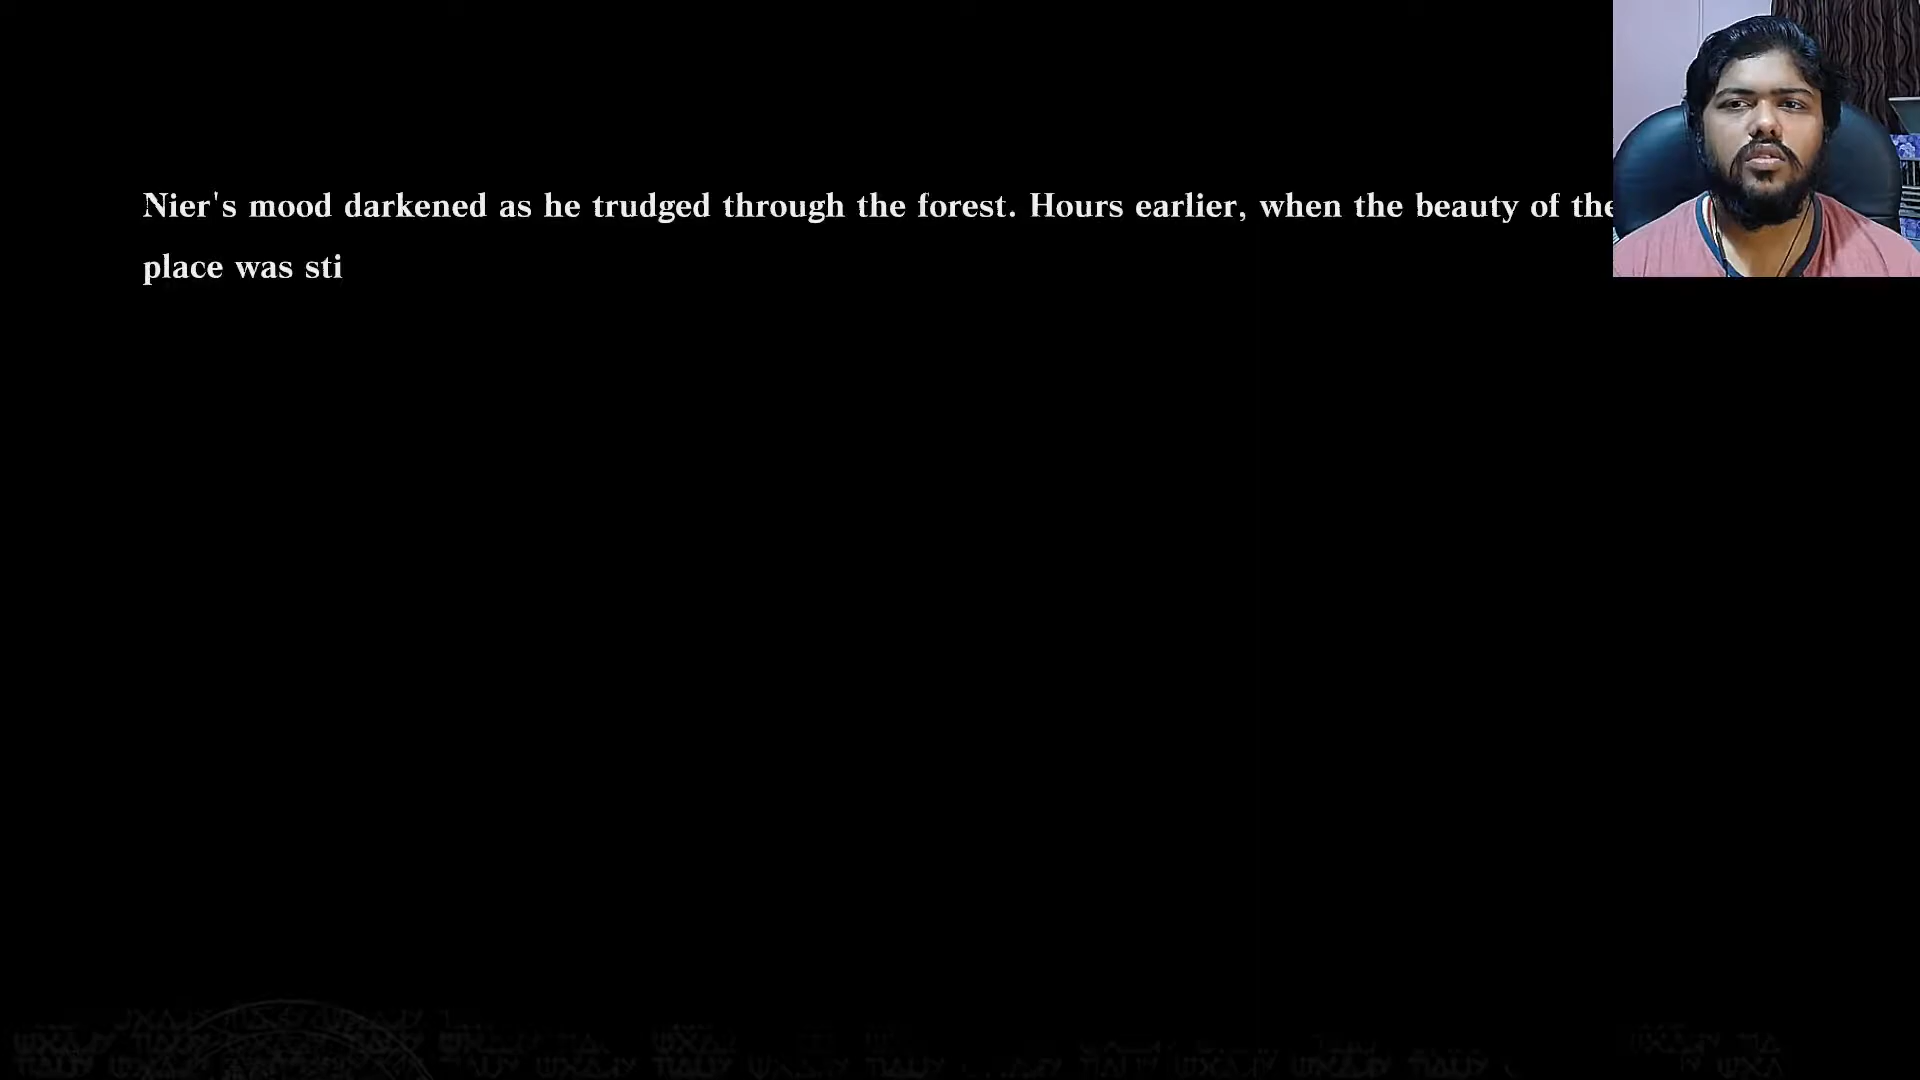 Nier's mood darkened as he trudged through the forest. Hours earlier, when the beauty of the
place was sti